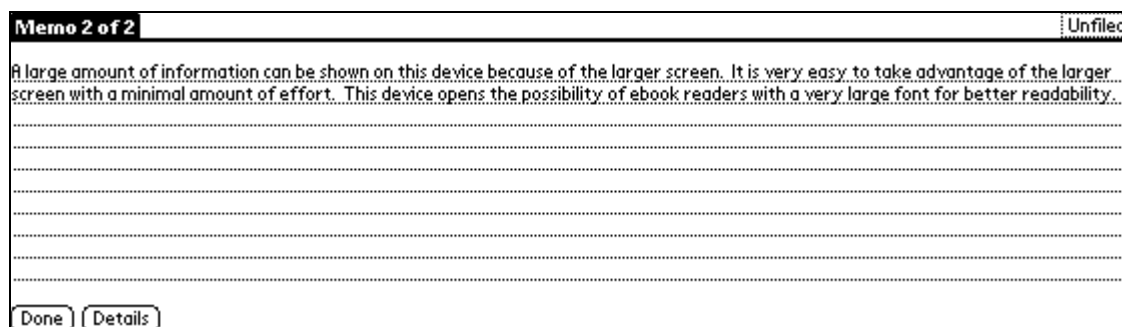 Memo 2 of 2
Unfiled
A large amount of information can be shown on this device because of the larger screen. It is very easy to take advantage of the larger
screen with a minimal amount of effort. This device opens the possibility of ebook readers with a very large font for better readability.
Done Details